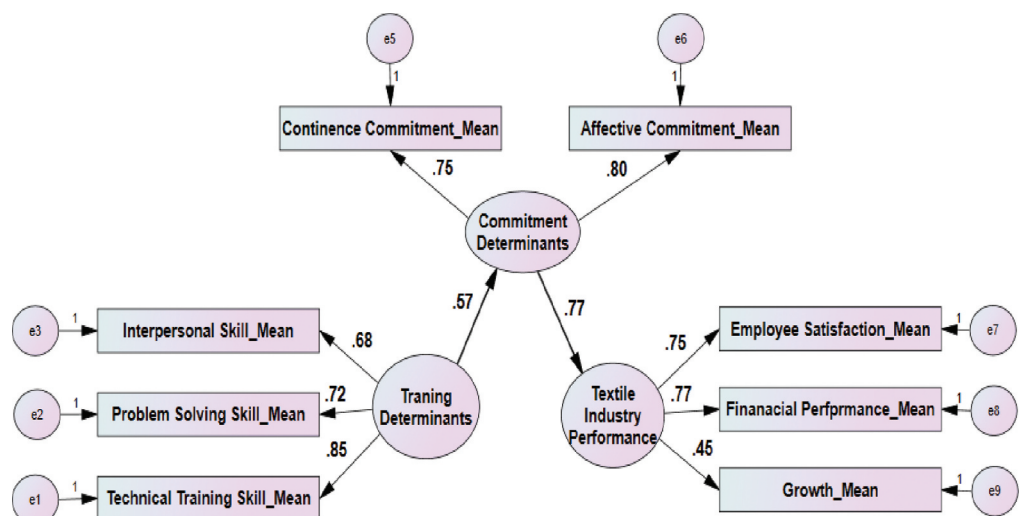 e5
e6
1
1
Continence Commitment_Mean
Affective Commitment_Mean
.75
.80
Commitment
Determinants
.57
.77
e3
1
Interpersonal Skill_Mean
.68
e2
1
Problem Solving Skill_Mean
.72
e1
1
Technical Training Skill_Mean
.85
Traning
Determinants
Textile
Industry
Performance
.75
Employee Satisfaction_Mean
1
e7
.77
Finanacial Perfprmance_Mean
1
e8
.45
Growth_Mean
1
e9